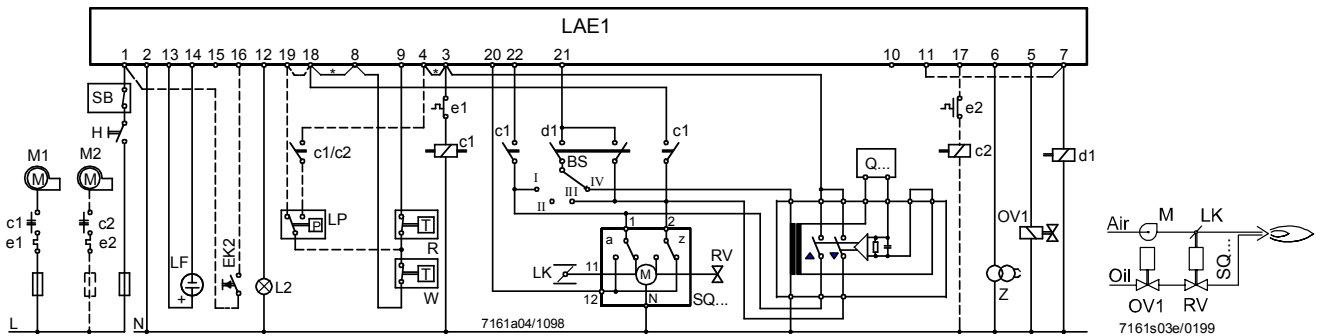 LAE1
1 2 13 14 15 16 12 19 18 8 9 4 3 20 22 21 10 11 17 6 5 7
* *
SB
e1
e2
H
c1
c1
d1
c1
c2
d1
M1 M2
c1/c2
BS
Q...
M M
I
IV
III
II
OV1
Air M LK
c1
c2
LP
P
EK2
1 2
e1
e2
T
R
a z
LF
LK 11
M
RV
SQ...
+
L2
T
W
12
N
SQ...
Z
Oil
OV1 RV
L N
7161a04/1098
7161s03e/0199